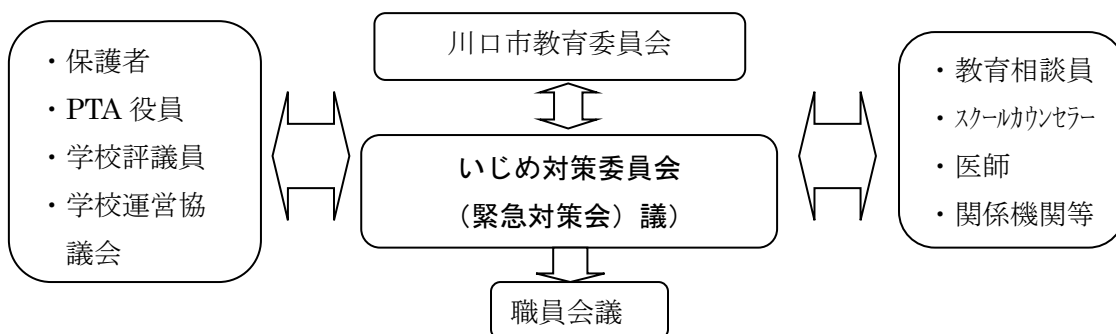 川口市教育委員会
・保護者
・PTA 役員
・学校評議員
・学校運営協
議会
いじめ対策委員会
（緊急対策会）議）
・教育相談員
・ｽｸｰﾙｶｳﾝｾﾗｰ
・医師
・関係機関等
職員会議